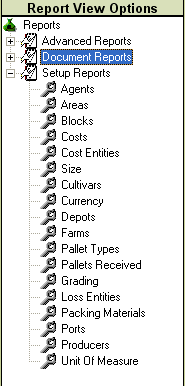 Report View Options
Reports
Advanced Reports
Document Reports
Setup Reports
Agents
Areas
Blocks
Costs
Cost Entities
Size
Cultivars
Currency
Depots
Farms
Pallet Types
Pallets Received
Grading
Loss Entities
Packing Materials
Ports
Producers
Unit Of Measure